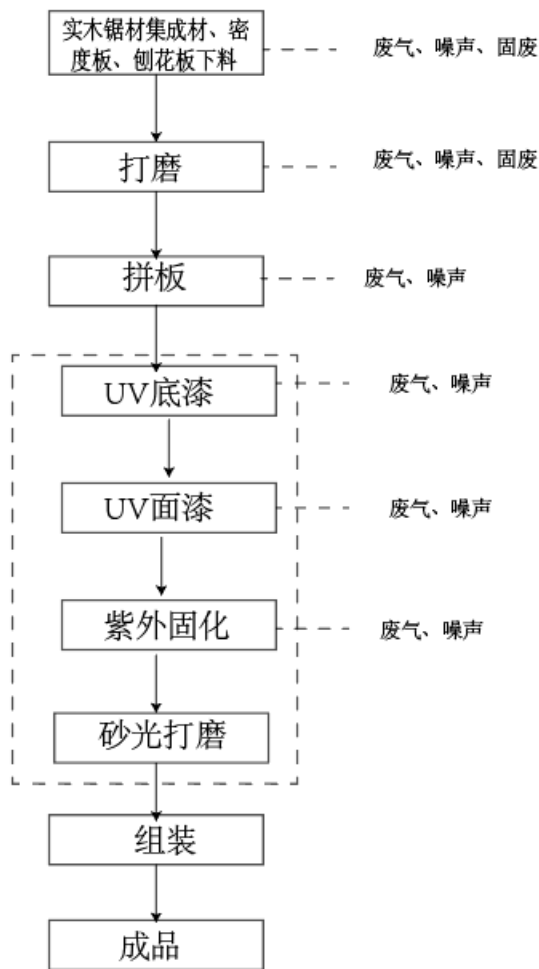 实木锯材集成材、密
度板、刨花板下料
废气、噪声、固废
打磨
废气、噪声、固废
拼板
废气、噪声
UV底漆
废气、噪声
UV面漆
废气、噪声
紫外固化
废气、噪声
砂光打磨
组装
成品